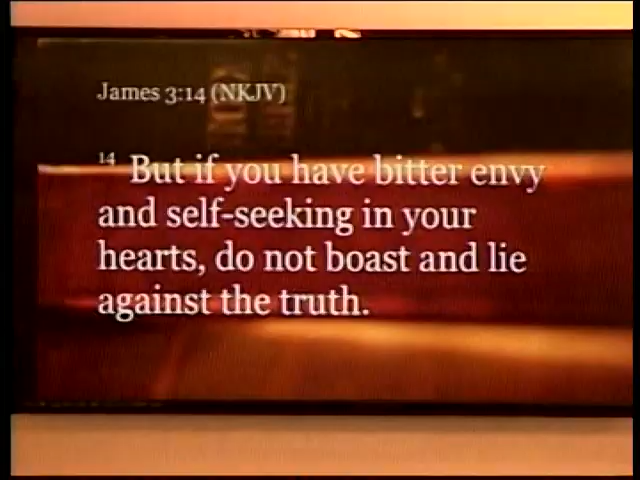 James 3:14 (NKJV)
14 But if you have bitter envy
and self-seeking in your
hearts, do not boast and lie
against the truth.